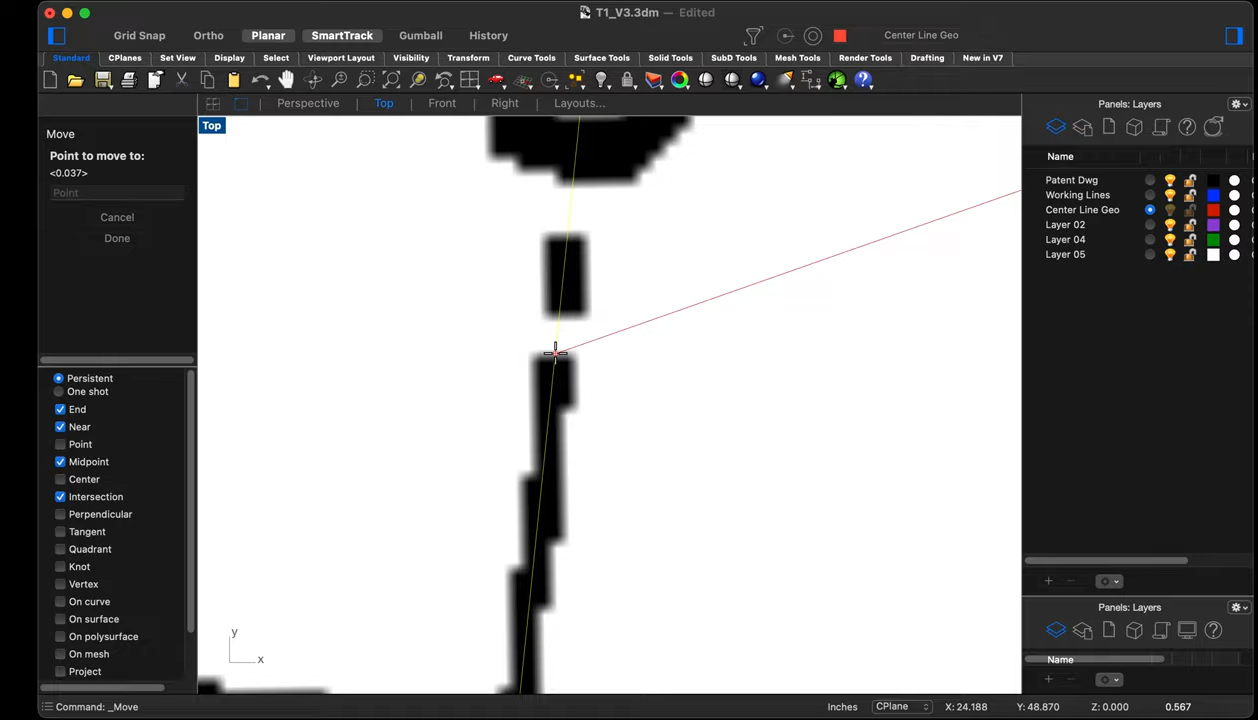 T1_V3.3dm — Edited
Grid Snap Ortho Planar SmartTrack Gumball History Center Line Geo
Standard CPlanes Set View Display Select Viewport Layout Visibility Transform Curve Tools Surface Tools Solid Tools SubD Tools Mesh Tools Render Tools Drafting New in V7
Perspective Top Front Right Layouts... Panels: Layers
Move
Point to move to:
<0.037>
Point
Cancel
Done
Top
Name
Patent Dwg
Working Lines
Center Line Geo
Layer 02
Layer 04
Layer 05
Persistent
One shot
End
Near
Point
Midpoint
Center
Intersection
Perpendicular
Tangent
Quadrant
Knot
Vertex
On curve
On surface
On polysurface
On mesh
Project
y
x
Panels: Layers
Name
Command: _Move Inches CPlane X: 24.188 Y: 48.870 Z: 0.000 0.567